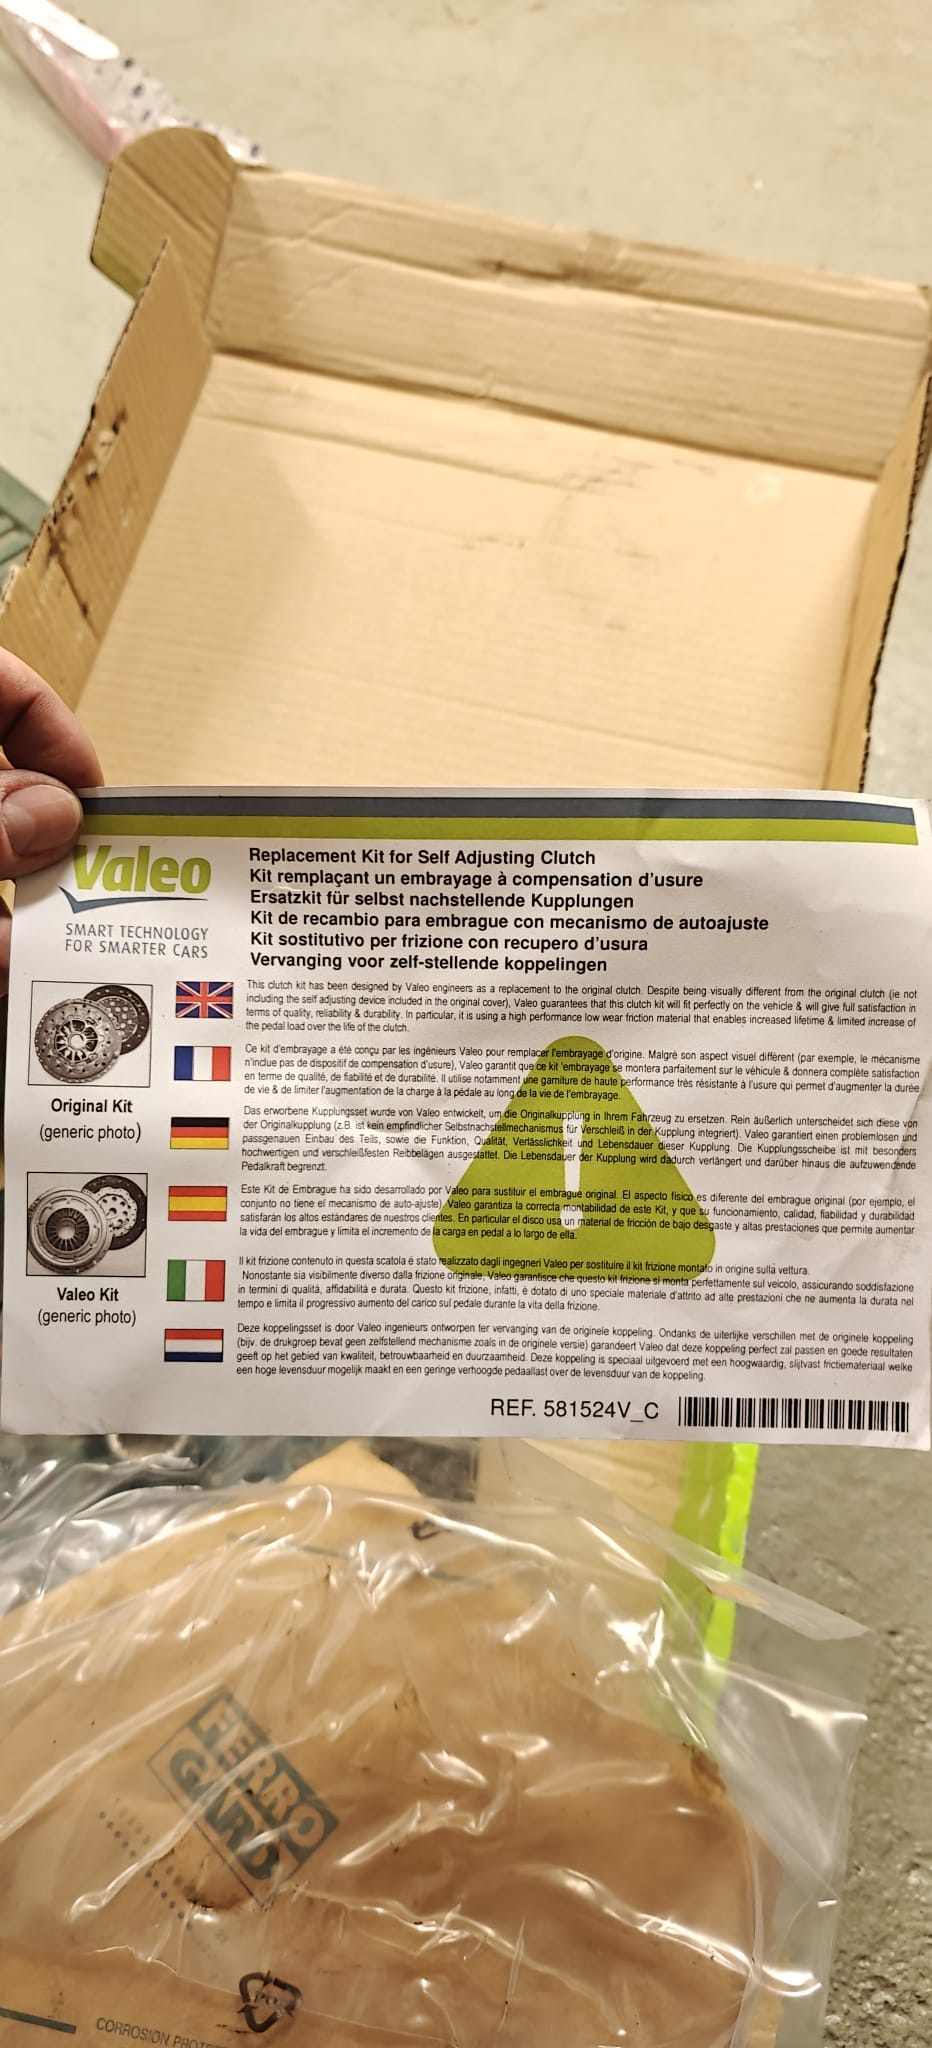 Valeo
SMART TECHNOLOGY
FOR SMARTER CARS
Replacement Kit for Self Adjusting Clutch
Kit remplaçant un embrayage à compensation d'usure
Ersatzkit für selbst nachstellende Kupplungen
Kit de recambio para embrague con mecanismo de autoajuste
Kit sostitutivo per frizione con recupero d'usura
Vervanging voor zelf-stellende koppelingen
Original Kit
(generic photo)
Valeo Kit
(generic photo)
This clutch kit has been designed by Valeo engineers as a replacement to the original clutch. Despite being visually different from the original clutch (ie not
including the self adjusting device included in the original cover), Valeo guarantees that this clutch kit will fit perfectly on the vehicle & will give full satisfaction in
terms of quality, reliability & durability. In particular, it is using a high performance low wear friction material that enables increased lifetime & limited increase of
the pedal load over the life of the clutch.
Ce kit d'embrayage a été conçu par les ingénieurs Valeo pour remplacer l'embrayage d'origine. Malgré son aspect visuel différent (par exemple, le mécanisme
n'inclue pas de dispositif de compensation d'usure), Valeo garantit que ce kit 'embrayage se montera parfaitement sur le véhicule & donnera complète satisfaction
en terme de qualité, de fiabilité et de durabilité. Il utilise notamment une garniture de haute performance très résistante à l'usure qui permet d'augmenter la durée
de vie & de limiter l'augmentation de la charge à la pédale au long de la vie de l'embrayage.
Das erworbene Kupplungsset wurde von Valeo entwickelt, um die Originalkupplung in Ihrem Fahrzeug zu ersetzen. Rein äußerlich unterscheidet sich diese von
der Originalkupplung (z.B. ist kein empfindlicher Selbstnachstellmechanismus für Verschleiß in der Kupplung integriert). Valeo garantiert einen problemlosen und
passgenauen Einbau des Teils, sowie die Funktion, Qualität, Verlässlichkeit und Lebensdauer dieser Kupplung. Die Kupplungsscheibe ist mit besonders
hochwertigen und verschleißfesten Reibbelägen ausgestattet. Die Lebensdauer der Kupplung wird dadurch verlängert und darüber hinaus die aufzuwendende
Pedalkraft begrenzt.
Este Kit de Embrague ha sido desarrollado por Valeo para sustituir el embrague original. El aspecto fisico es diferente del embrague original (por ejemplo, el
conjunto no tiene el mecanismo de auto-ajuste) Valeo garantiza la correcta montabilidad de este Kit, y que su funcionamiento, calidad, fiabilidad y durabilidad
satisfarán los altos estándares de nuestros clientes. En particular el disco usa un material de fricción de bajo desgaste y altas prestaciones que permite aumentar
la vida del embrague y limita el incremento de la carga en pedal a lo largo de ella.
Il kit frizione contenuto in questa scatola é stato realizzato dagli ingegneri Valeo per sostituire il kit frizione montato in origine sulla vettura.
Nonostante sia visibilmente diverso dalla frizione originale, Valeo garantisce che questo kit frizione si monta perfettamente sul veicolo, assicurando soddisfazione
in termini di qualità, affidabilità e durata. Questo kit frizione, infatti, è dotato di uno speciale materiale d'attrito ad alte prestazioni che ne aumenta la durata nel
tempo e limita il progressivo aumento del carico sul pedale durante la vita della frizione.
Deze koppelingsset is door Valeo ingenieurs ontworpen ter vervanging van de originele koppeling. Ondanks de uiterlijke verschillen met de originele koppeling
(bijv. de drukgroep bevat geen zelfstellend mechanisme zoals in de originele versie) garandeert Valeo dat deze koppeling perfect zal passen en goede resultaten
geeft op het gebied van kwaliteit, betrouwbaarheid en duurzaamheid. Deze koppeling is speciaal uitgevoerd met een hoogwaardig, slijtvast frictiemateriaal welke
een hoge levensduur mogelijk maakt en een geringe verhoogde pedaallast over de levensduur van de koppeling.
REF. 581524V_C
FERRO
GARD
CORROSION